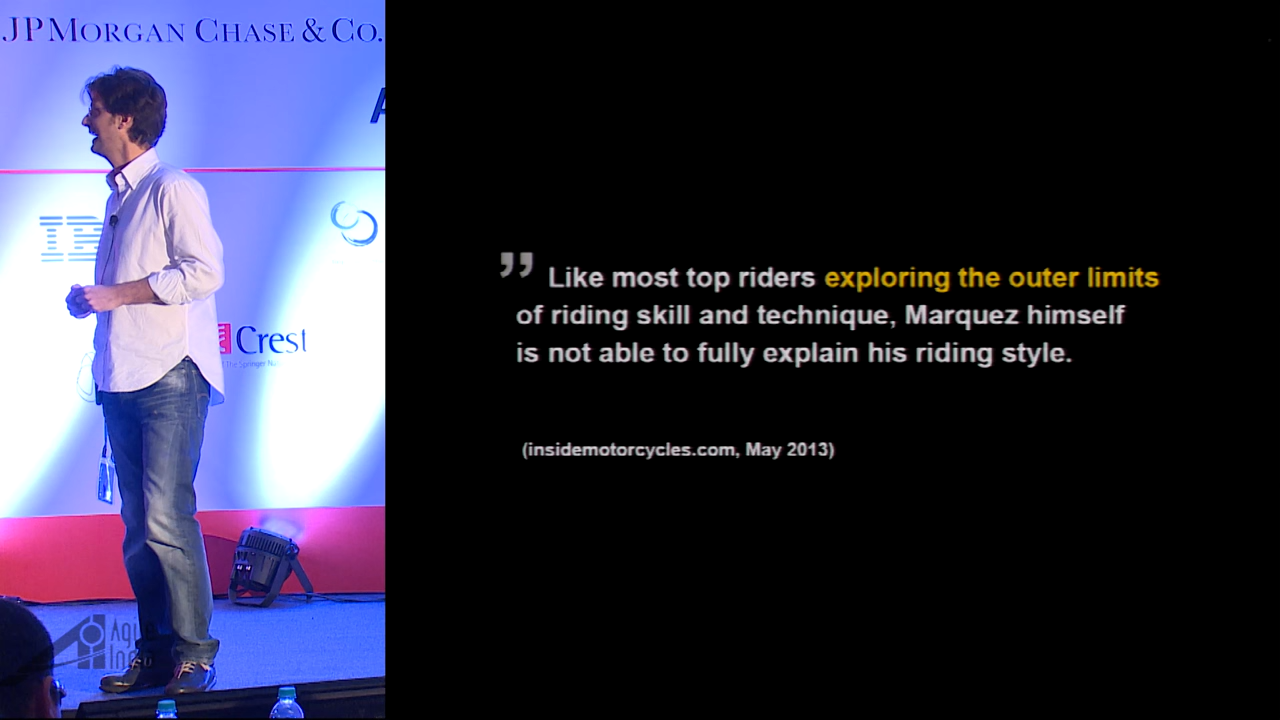 JPMORGAN CHASE & CO.
IB
Crest
” Like most top riders exploring the outer limits
of riding skill and technique, Marquez himself
is not able to fully explain his riding style.
(insidemotorcycles.com, May 2013)